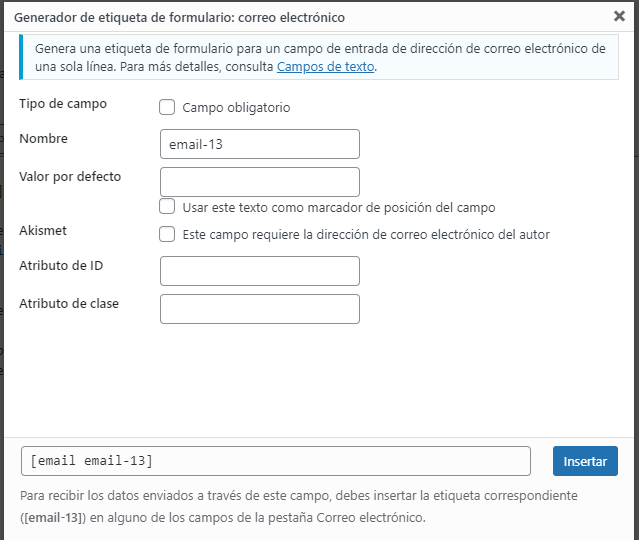 Generador de etiqueta de formulario: correo electrónico
Genera una etiqueta de formulario para un campo de entrada de dirección de correo electrónico de
una sola línea. Para más detalles, consulta Campos de texto.
Tipo de campo
Campo obligatorio
Nombre
email-13
Valor por defecto
Usar este texto como marcador de posición del campo
Akismet
Este campo requiere la dirección de correo electrónico del autor
Atributo de ID
Atributo de clase
[email email-13]
Insertar
Para recibir los datos enviados a través de este campo, debes insertar la etiqueta correspondiente
([email-13]) en alguno de los campos de la pestaña Correo electrónico.